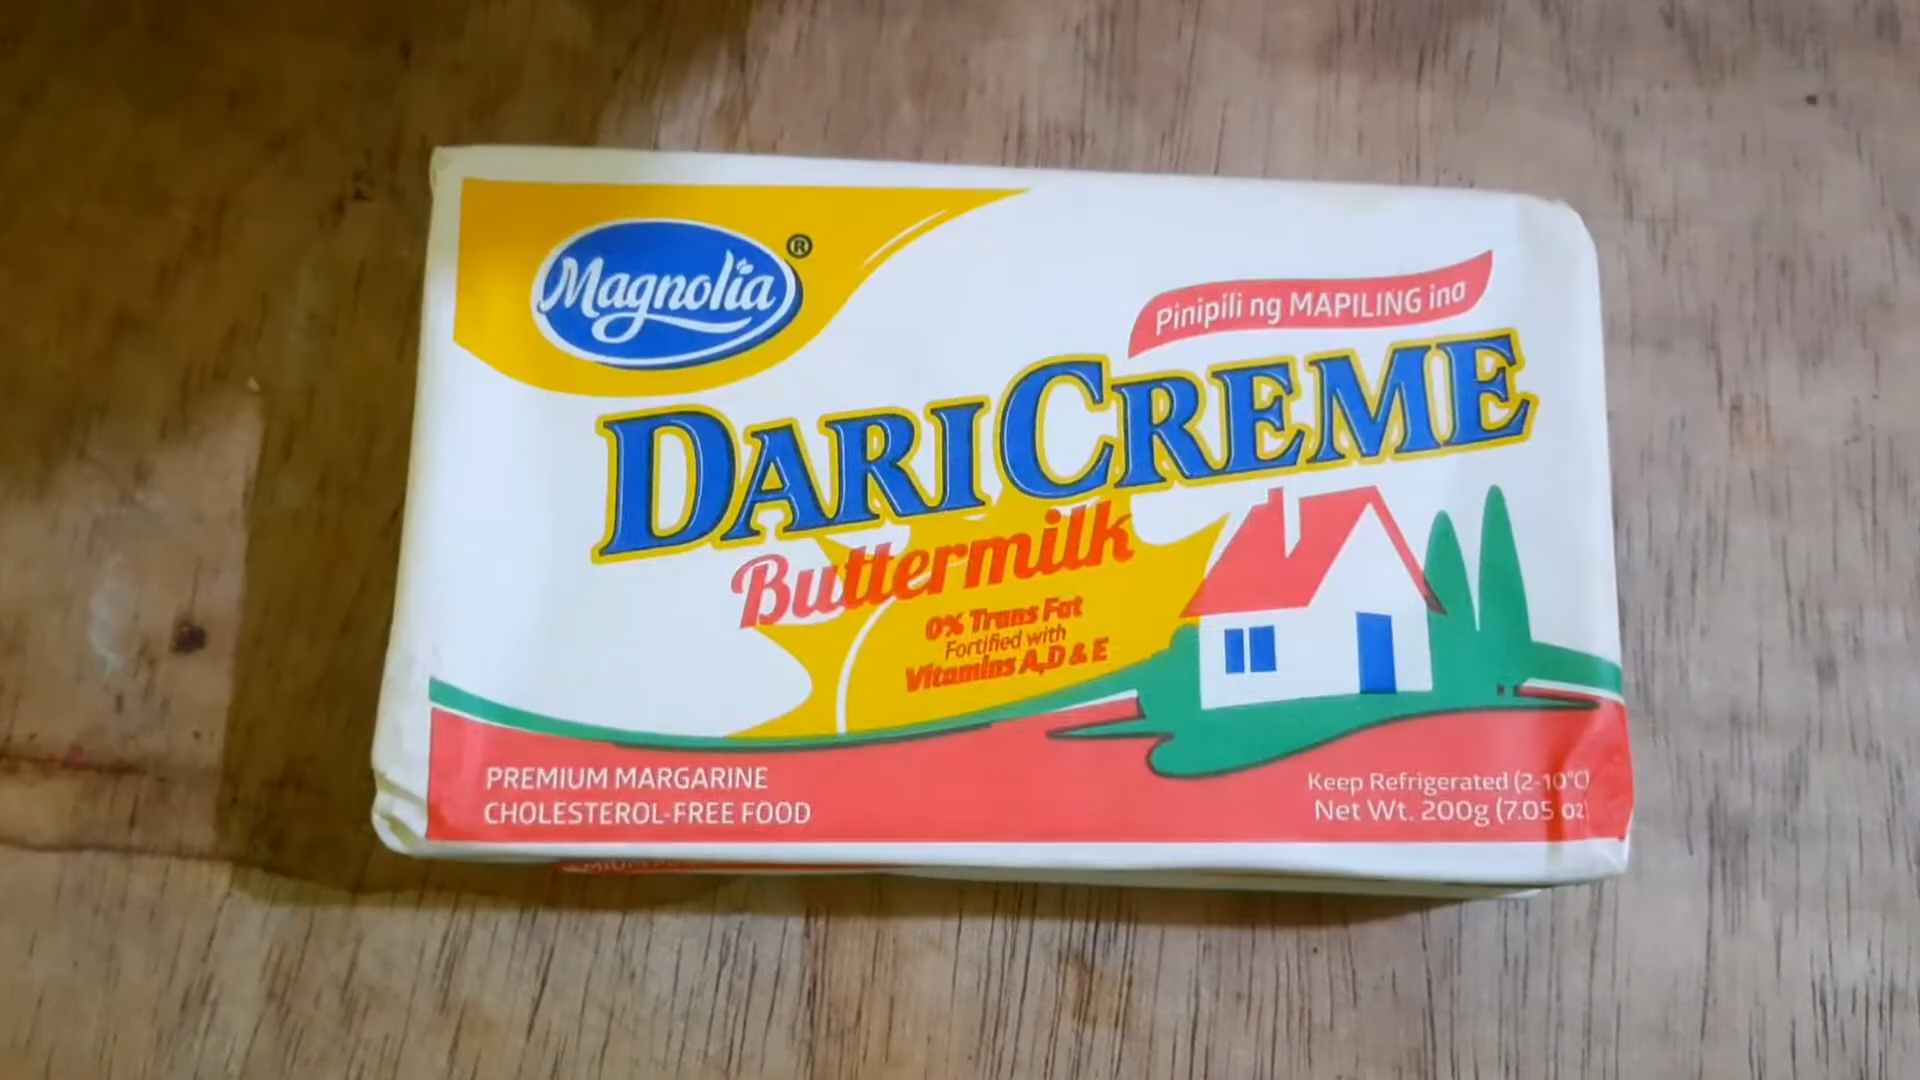 Magnolia ®
Pinipili ng MAPILING ina
DARI CREME
Buttermilk
0% Trans Fat
Fortified with
Vitamins A,D & E
PREMIUM MARGARINE
CHOLESTEROL-FREE FOOD
Keep Refrigerated (2-10°C)
Net Wt. 200g (7.05 oz)